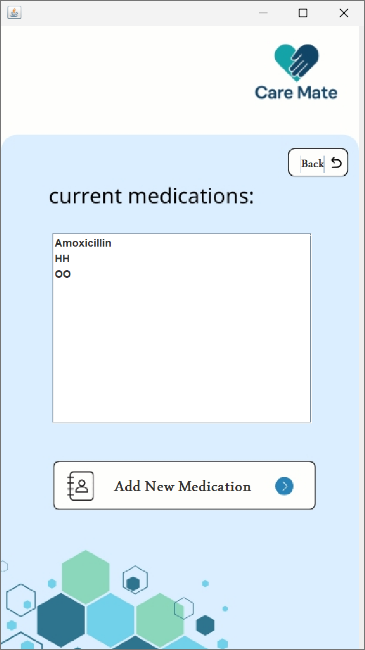 Care Mate
Back
current medications:
Amoxicillin
HH
OO
Add New Medication